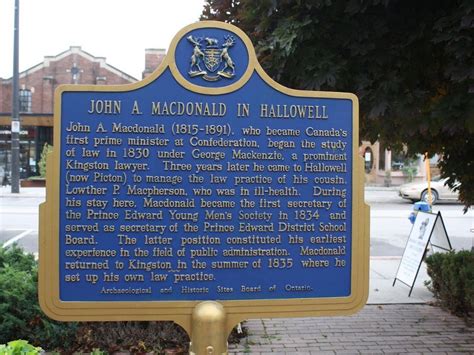 JOHN A. MACDONALD IN HALLOWELL
John A. Macdonald (1815-1891), who became Canada's
first prime minister at Confederation, began the study
of law in 1830 under George Mackenzie, a prominent
Kingston lawyer. Three years later he came to Hallowell
(now Picton) to manage the law practice of his cousin,
Lowther P. Macpherson, who was in ill-health. During
his stay here, Macdonald became the first secretary of
the Prince Edward Young Men's Society in 1834 and
served as secretary of the Prince Edward District School
Board. The latter position constituted his earliest
experience in the field of public administration. Macdonald
returned to Kingston in the summer of 1835 where he
set up his own law practice.
Archaeological and Historic Sites Board of Ontario.